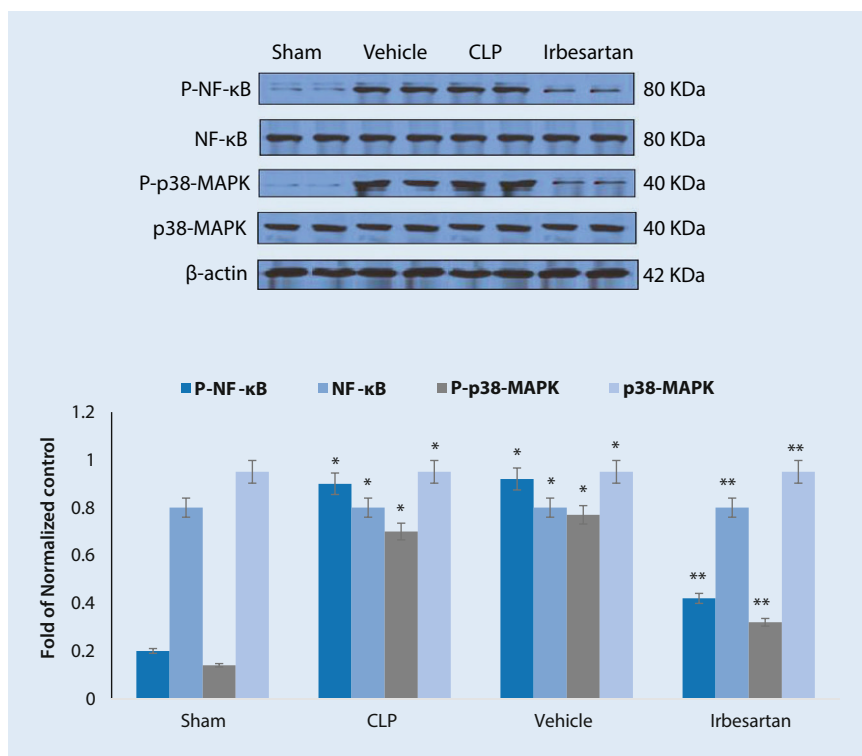 Sham Vehicle CLP Irbesartan
P-NF-κB 80 KDa
NF-κB 80 KDa
P-p38-MAPK 40 KDa
p38-MAPK 40 KDa
β-actin 42 KDa
P-NF-κB NF-κB P-p38-MAPK p38-MAPK
Fold of Normalized control
1.2
1
0.8
0.6
0.4
0.2
0
* * * *
* * * *
** ** ** **
Sham CLP Vehicle Irbesartan